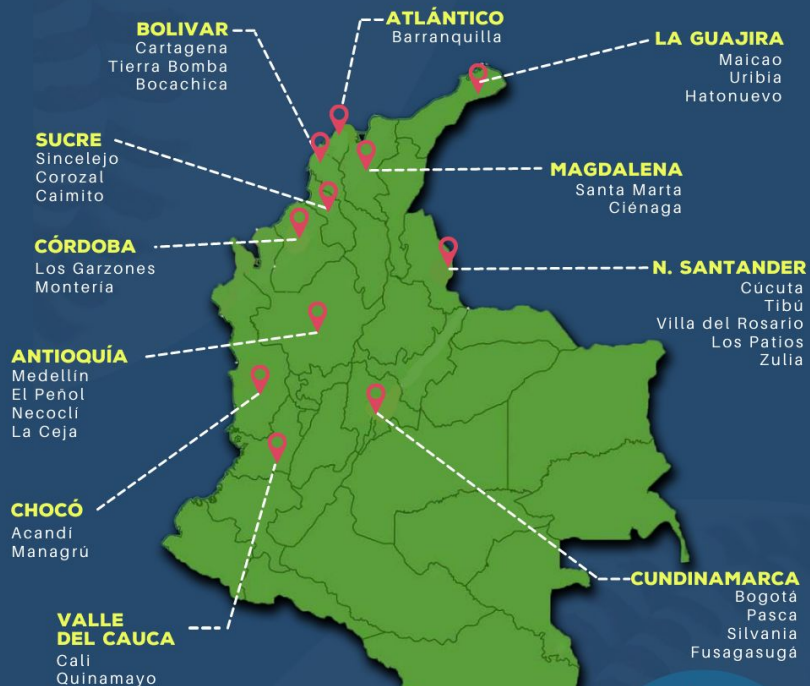 BOLIVAR
Cartagena
Tierra Bomba
Bocachica
ATLÁNTICO
Barranquilla
LA GUAJIRA
Maicao
Uribia
Hatonuevo
SUCRE
Sincelejo
Corozal
Caimito
MAGDALENA
Santa Marta
Ciénaga
CÓRDOBA
Los Garzones
Montería
N. SANTANDER
Cúcuta
Tibú
Villa del Rosario
Los Patios
Zulia
ANTIOQUÍA
Medellín
El Peñol
Necoclí
La Ceja
CHOCÓ
Acandí
Managrú
CUNDINAMARCA
Bogotá
Pasca
Silvania
Fusagasugá
VALLE
DEL CAUCA
Cali
Quinamayo